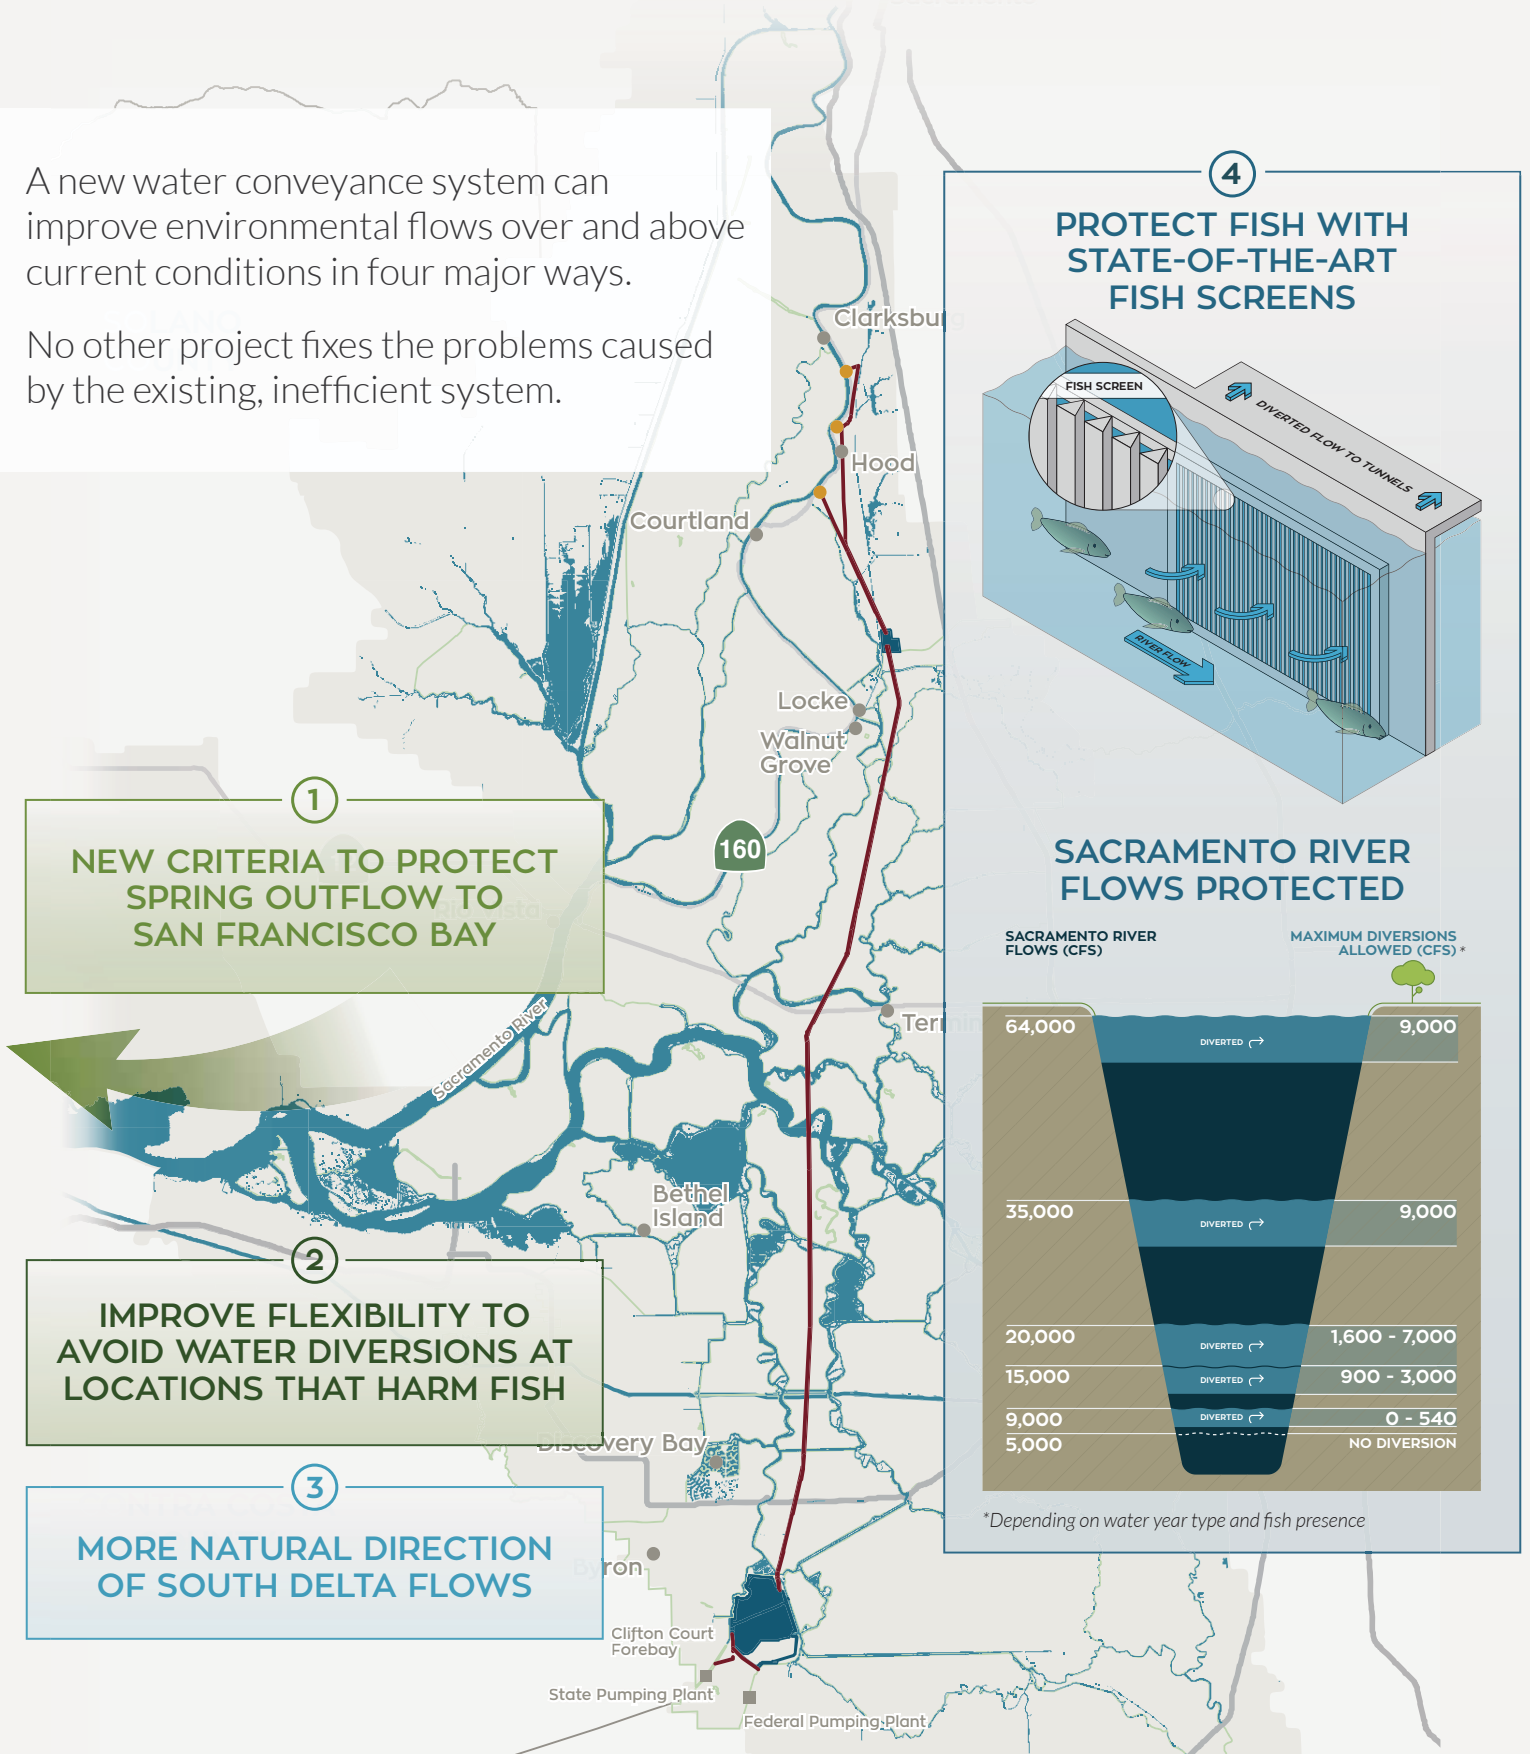 A new water conveyance system can
improve environmental flows over and above
current conditions in four major ways.
No other project fixes the problems caused
by the existing, inefficient system.
1
NEW CRITERIA TO PROTECT
SPRING OUTFLOW TO
SAN FRANCISCO BAY
2
IMPROVE FLEXIBILITY TO
AVOID WATER DIVERSIONS AT
LOCATIONS THAT HARM FISH
3
MORE NATURAL DIRECTION
OF SOUTH DELTA FLOWS
Clarksburg
Hood
Courtland
Locke
Walnut
Grove
160
Rio Vista
Sacramento River
Termin
Bethel
Island
Discovery Bay
Byron
Clifton Court
Forebay
State Pumping Plant
Federal Pumping Plant
4
PROTECT FISH WITH
STATE-OF-THE-ART
FISH SCREENS
FISH SCREEN
DIVERTED FLOW TO TUNNELS
RIVER FLOW
SACRAMENTO RIVER
FLOWS PROTECTED
SACRAMENTO RIVER
FLOWS (CFS)
MAXIMUM DIVERSIONS
ALLOWED (CFS) *
64,000
DIVERTED
9,000
35,000
DIVERTED
9,000
20,000
DIVERTED
1,600 - 7,000
15,000
DIVERTED
900 - 3,000
9,000
DIVERTED
0 - 540
5,000
NO DIVERSION
*Depending on water year type and fish presence